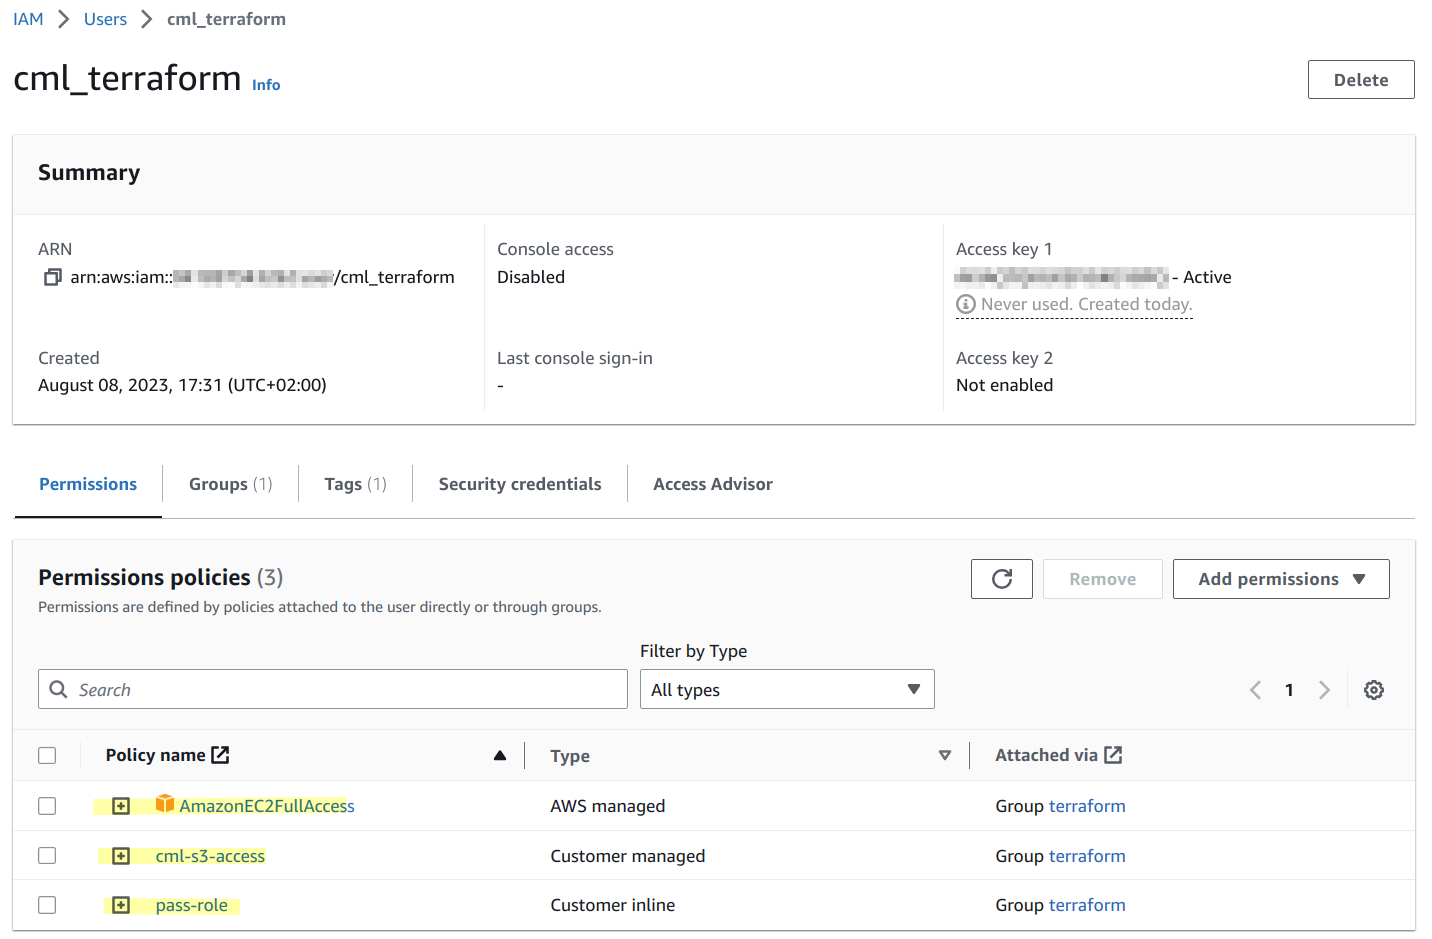 IAM > Users > cml_terraform
cml_terraform Info
Delete
Summary
ARN
arn:aws:iam:: /cml_terraform
Console access
Disabled
Access key 1
- Active
Never used. Created today.
Created
August 08, 2023, 17:31 (UTC+02:00)
Last console sign-in
-
Access key 2
Not enabled
Permissions Groups (1) Tags (1) Security credentials Access Advisor
Permissions policies (3)
Permissions are defined by policies attached to the user directly or through groups.
Remove
Add permissions
Filter by Type
Search
All types
1
Policy name Type Attached via
AmazonEC2FullAccess AWS managed Group terraform
cml-s3-access Customer managed Group terraform
pass-role Customer inline Group terraform